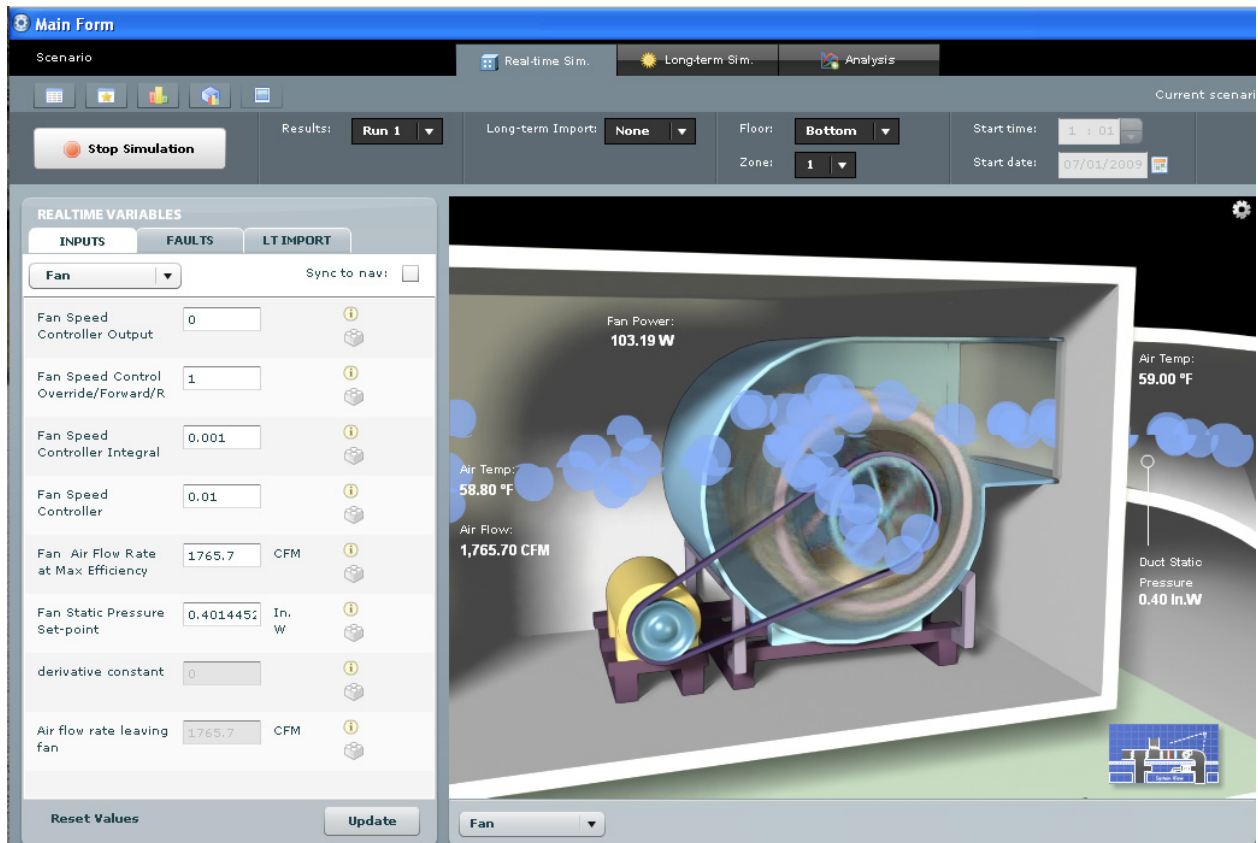 Main Form
Scenario
Real-time Sim.
Long-term Sim.
Analysis
Current scenari
Stop Simulation
Results:
Run 1
Long-term Import:
None
Floor:
Bottom
Zone:
1
Start time:
1 : 01
Start date:
07/01/2009
REALTIME VARIABLES
INPUTS
FAULTS
LT IMPORT
Fan
Sync to nav:
Fan Speed
Controller Output
0
Fan Speed Control
Override/Forward/R
1
Fan Speed
Controller Integral
0.001
Fan Speed
Controller
0.01
Fan Air Flow Rate
at Max Efficiency
1765.7
CFM
Fan Static Pressure
Set-point
0.4014452
In.
W
derivative constant
0
Air flow rate leaving
fan
1765.7
CFM
Reset Values
Update
Fan Power:
103.19 W
Air Temp:
58.80 °F
Air Flow:
1,765.70 CFM
Air Temp:
59.00 °F
Duct Static
Pressure
0.40 In.W
System View
Fan